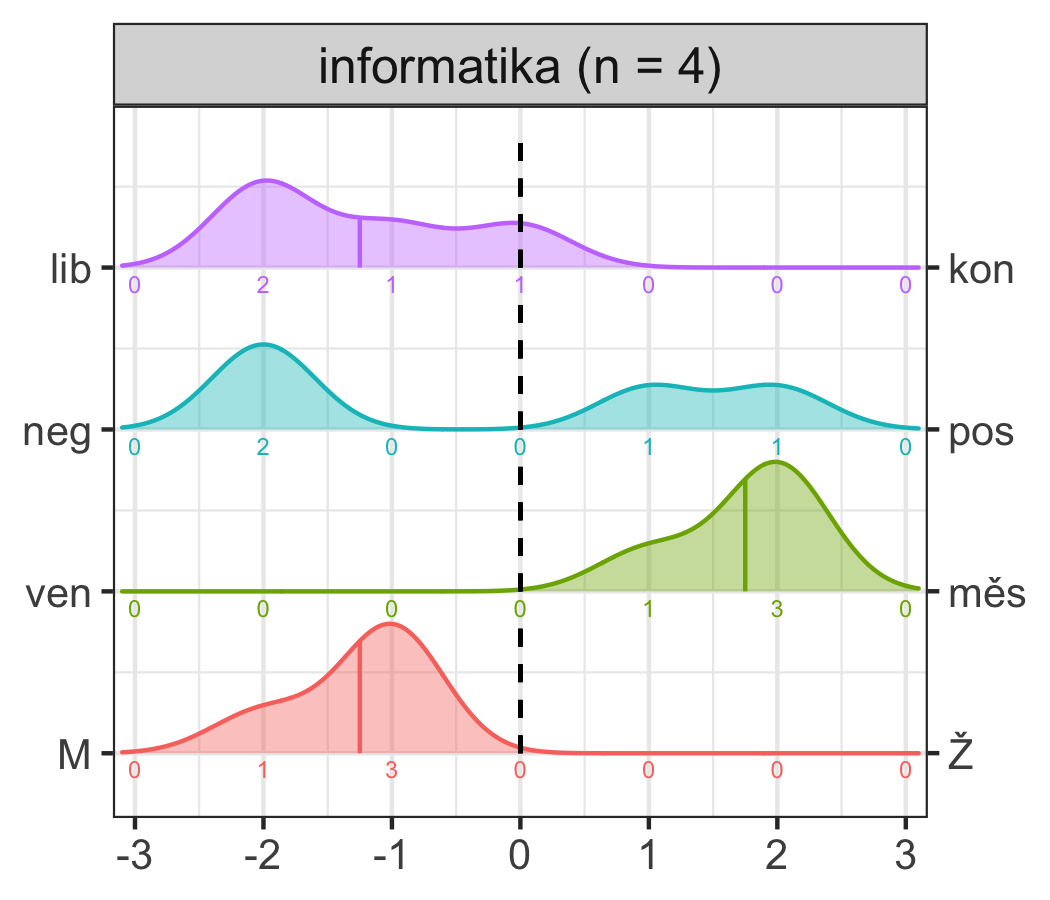 informatika (n = 4)
lib kon
0 2 1 1 0 0 0
neg pos
0 2 0 0 1 1 0
ven měs
0 0 0 0 1 3 0
M Ž
0 1 3 0 0 0 0
-3 -2 -1 0 1 2 3